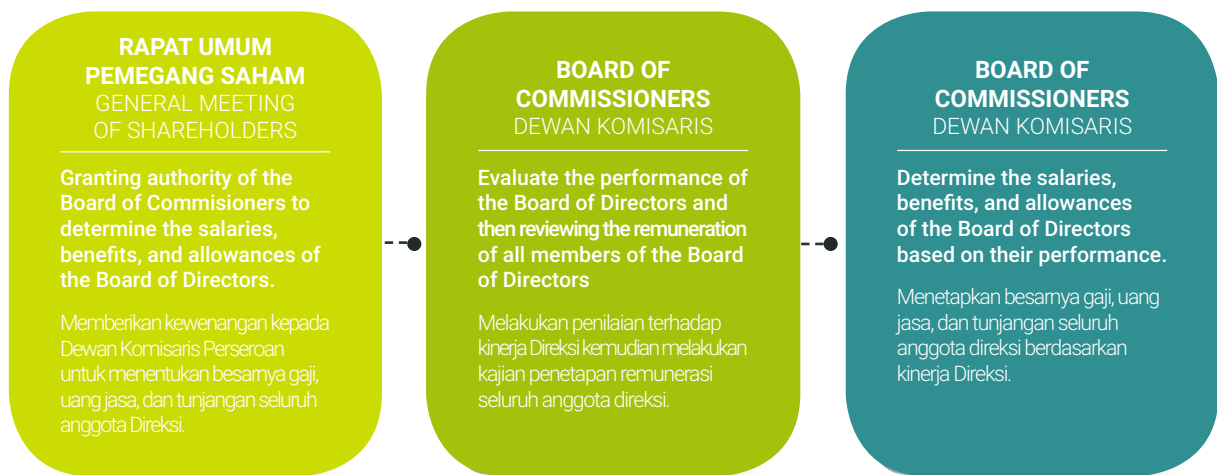 RAPAT UMUM
PEMEGANG SAHAM
GENERAL MEETING
OF SHAREHOLDERS
Granting authority of the
Board of Commisioners to
determine the salaries,
benefits, and allowances of
the Board of Directors.
Memberikan kewenangan kepada
Dewan Komisaris Perseroan
untuk menentukan besarnya gaji,
uang jasa, dan tunjangan seluruh
anggota Direksi.
BOARD OF
COMMISSIONERS
DEWAN KOMISARIS
Evaluate the performance of
the Board of Directors and
then reviewing the remuneration
of all members of the Board
of Directors
Melakukan penilaian terhadap
kinerja Direksi kemudian melakukan
kajian penetapan remunerasi
seluruh anggota direksi.
BOARD OF
COMMISSIONERS
DEWAN KOMISARIS
Determine the salaries,
benefits, and allowances
of the Board of Directors
based on their performance.
Menetapkan besarnya gaji, uang
jasa, dan tunjangan seluruh
anggota direksi berdasarkan
kinerja Direksi.